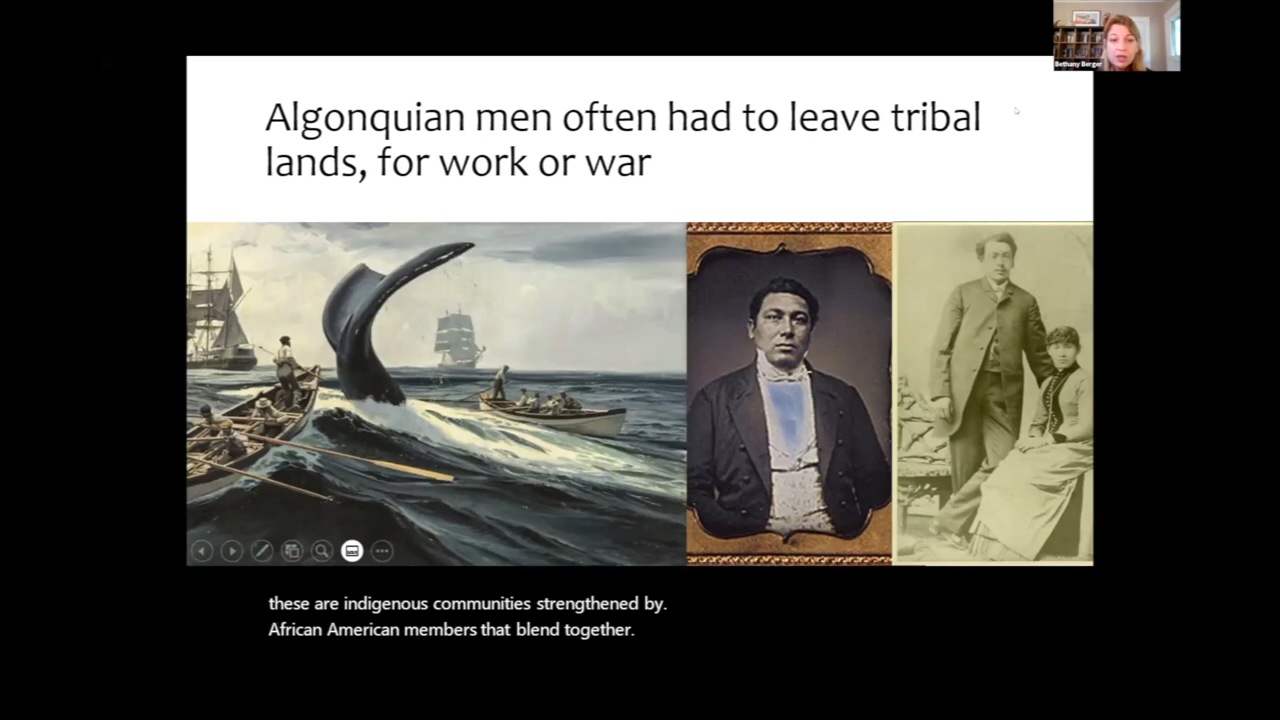 Bethany Berger
Algonquian men often had to leave tribal
lands, for work or war
these are indigenous communities strengthened by.
African American members that blend together.